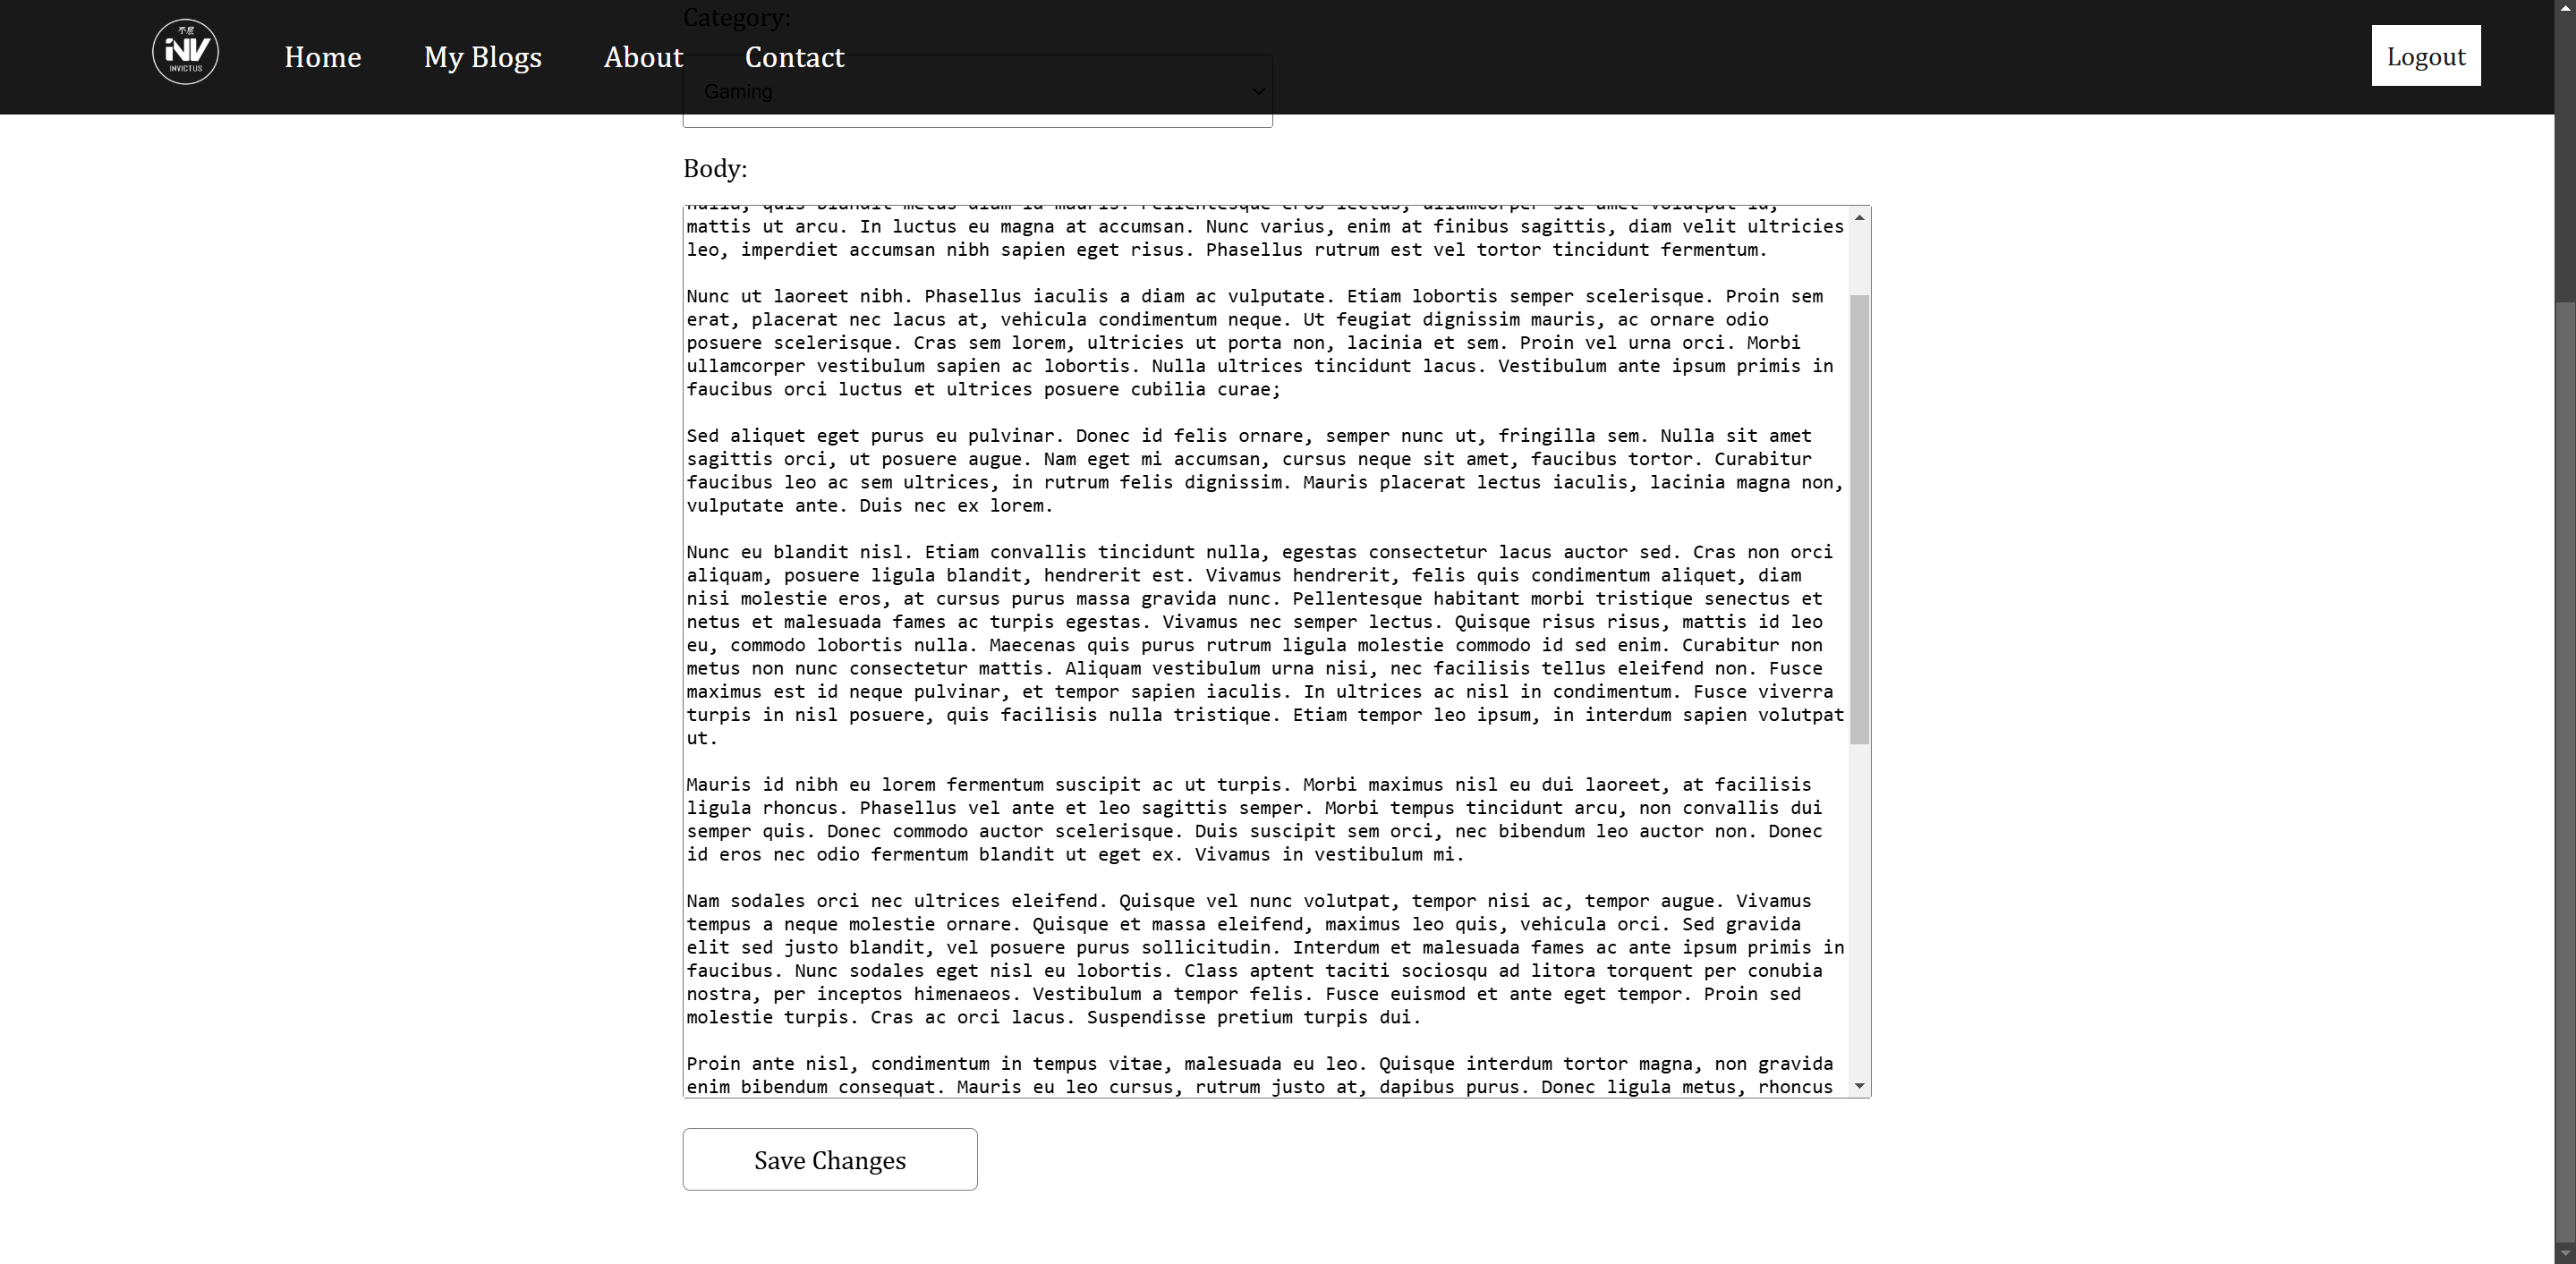 Category:
不屈
INV
INVICTUS
Home
My Blogs
About
Contact
Logout
Gaming
Body:
nulla, quis blandit metus diam id mauris. Pellentesque eros lectus, ullamcorper sit amet volutpat id,
mattis ut arcu. In luctus eu magna at accumsan. Nunc varius, enim at finibus sagittis, diam velit ultricies
leo, imperdiet accumsan nibh sapien eget risus. Phasellus rutrum est vel tortor tincidunt fermentum.
Nunc ut laoreet nibh. Phasellus iaculis a diam ac vulputate. Etiam lobortis semper scelerisque. Proin sem
erat, placerat nec lacus at, vehicula condimentum neque. Ut feugiat dignissim mauris, ac ornare odio
posuere scelerisque. Cras sem lorem, ultricies ut porta non, lacinia et sem. Proin vel urna orci. Morbi
ullamcorper vestibulum sapien ac lobortis. Nulla ultrices tincidunt lacus. Vestibulum ante ipsum primis in
faucibus orci luctus et ultrices posuere cubilia curae;
Sed aliquet eget purus eu pulvinar. Donec id felis ornare, semper nunc ut, fringilla sem. Nulla sit amet
sagittis orci, ut posuere augue. Nam eget mi accumsan, cursus neque sit amet, faucibus tortor. Curabitur
faucibus leo ac sem ultrices, in rutrum felis dignissim. Mauris placerat lectus iaculis, lacinia magna non,
vulputate ante. Duis nec ex lorem.
Nunc eu blandit nisl. Etiam convallis tincidunt nulla, egestas consectetur lacus auctor sed. Cras non orci
aliquam, posuere ligula blandit, hendrerit est. Vivamus hendrerit, felis quis condimentum aliquet, diam
nisi molestie eros, at cursus purus massa gravida nunc. Pellentesque habitant morbi tristique senectus et
netus et malesuada fames ac turpis egestas. Vivamus nec semper lectus. Quisque risus risus, mattis id leo
eu, commodo lobortis nulla. Maecenas quis purus rutrum ligula molestie commodo id sed enim. Curabitur non
metus non nunc consectetur mattis. Aliquam vestibulum urna nisi, nec facilisis tellus eleifend non. Fusce
maximus est id neque pulvinar, et tempor sapien iaculis. In ultrices ac nisl in condimentum. Fusce viverra
turpis in nisl posuere, quis facilisis nulla tristique. Etiam tempor leo ipsum, in interdum sapien volutpat
ut.
Mauris id nibh eu lorem fermentum suscipit ac ut turpis. Morbi maximus nisl eu dui laoreet, at facilisis
ligula rhoncus. Phasellus vel ante et leo sagittis semper. Morbi tempus tincidunt arcu, non convallis dui
semper quis. Donec commodo auctor scelerisque. Duis suscipit sem orci, nec bibendum leo auctor non. Donec
id eros nec odio fermentum blandit ut eget ex. Vivamus in vestibulum mi.
Nam sodales orci nec ultrices eleifend. Quisque vel nunc volutpat, tempor nisi ac, tempor augue. Vivamus
tempus a neque molestie ornare. Quisque et massa eleifend, maximus leo quis, vehicula orci. Sed gravida
elit sed justo blandit, vel posuere purus sollicitudin. Interdum et malesuada fames ac ante ipsum primis in
faucibus. Nunc sodales eget nisl eu lobortis. Class aptent taciti sociosqu ad litora torquent per conubia
nostra, per inceptos himenaeos. Vestibulum a tempor felis. Fusce euismod et ante eget tempor. Proin sed
molestie turpis. Cras ac orci lacus. Suspendisse pretium turpis dui.
Proin ante nisl, condimentum in tempus vitae, malesuada eu leo. Quisque interdum tortor magna, non gravida
enim bibendum consequat. Mauris eu leo cursus, rutrum justo at, dapibus purus. Donec ligula metus, rhoncus
Save Changes